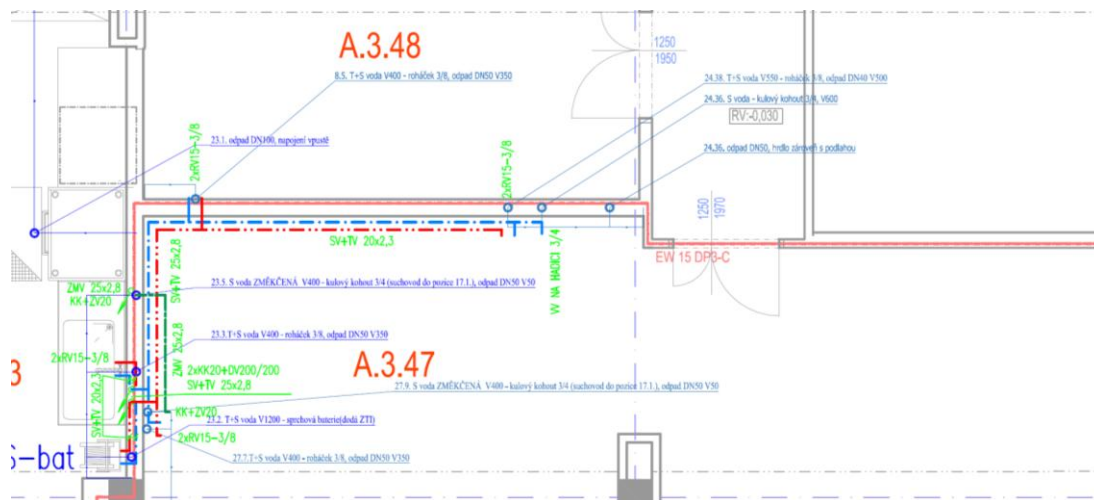 A.3.48
1250
1950
8.5. T+S voda V400 - roháček 3/8, odpad DN50 V350
24.38. T+S voda V550 - roháček 3/8, odpad DN40 V500
24.36. S voda - kulový kohout 3/4, V600
RV:-0,030
23.1. odpad DN100, napojení vpustě
2xRV15-3/8
2xRV15-3/8
24.36. odpad DN50, hrdlo zároveň s podlahou
1250
1970
SV+TV 20x2,3
SV+TV 25x2,8
VV NA HADICI 3/4
EW 15 DP3-C
ZMV 25x2,8
KK+ZV20
23.5. S voda ZMĚKČENÁ V400 - kulový kohout 3/4 (suchovod do pozice 17.1.), odpad DN50 V50
23.3.T+S voda V400 - roháček 3/8, odpad DN50 V350
ZMV 25x2,8
2xRV15-3/8
A.3.47
3
2xKK20+DV200/200
SV+TV 25x2,8
SV+TV 20x2,3
27.9. S voda ZMĚKČENÁ V400 - kulový kohout 3/4 (suchovod do pozice 17.1.), odpad DN50 V50
KK+ZV20
23.2. T+S voda V1200 - sprchová baterie(dodá ZTI)
2xRV15-3/8
S-bat
27.7.T+S voda V400 - roháček 3/8, odpad DN50 V350